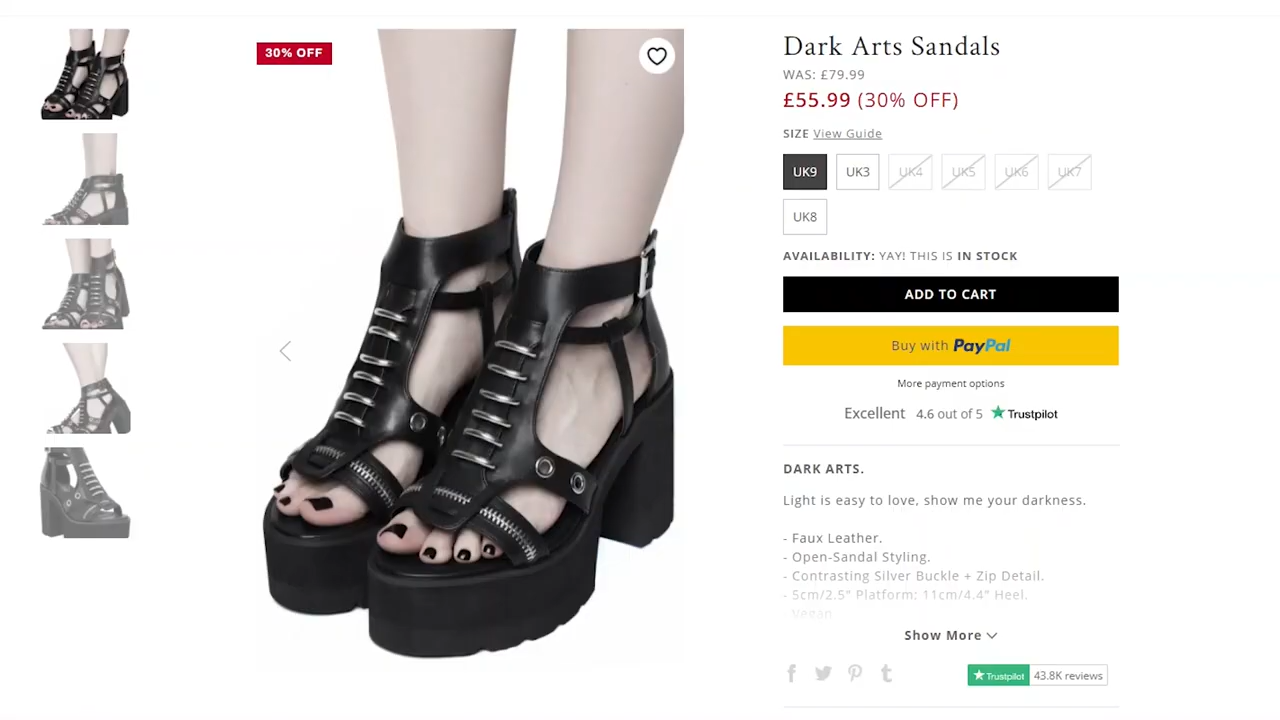 30% OFF
Dark Arts Sandals
WAS: £79.99
£55.99 (30% OFF)
SIZE View Guide
UK9 UK3 UK4 UK5 UK6 UK7
UK8
AVAILABILITY: YAY! THIS IS IN STOCK
ADD TO CART
Buy with PayPal
More payment options
Excellent 4.6 out of 5 Trustpilot
DARK ARTS.
Light is easy to love, show me your darkness.
- Faux Leather.
- Open-Sandal Styling.
- Contrasting Silver Buckle + Zip Detail.
- 5cm/2.5" Platform; 11cm/4.4" Heel.
- Vegan
Show More
Trustpilot 43.8K reviews